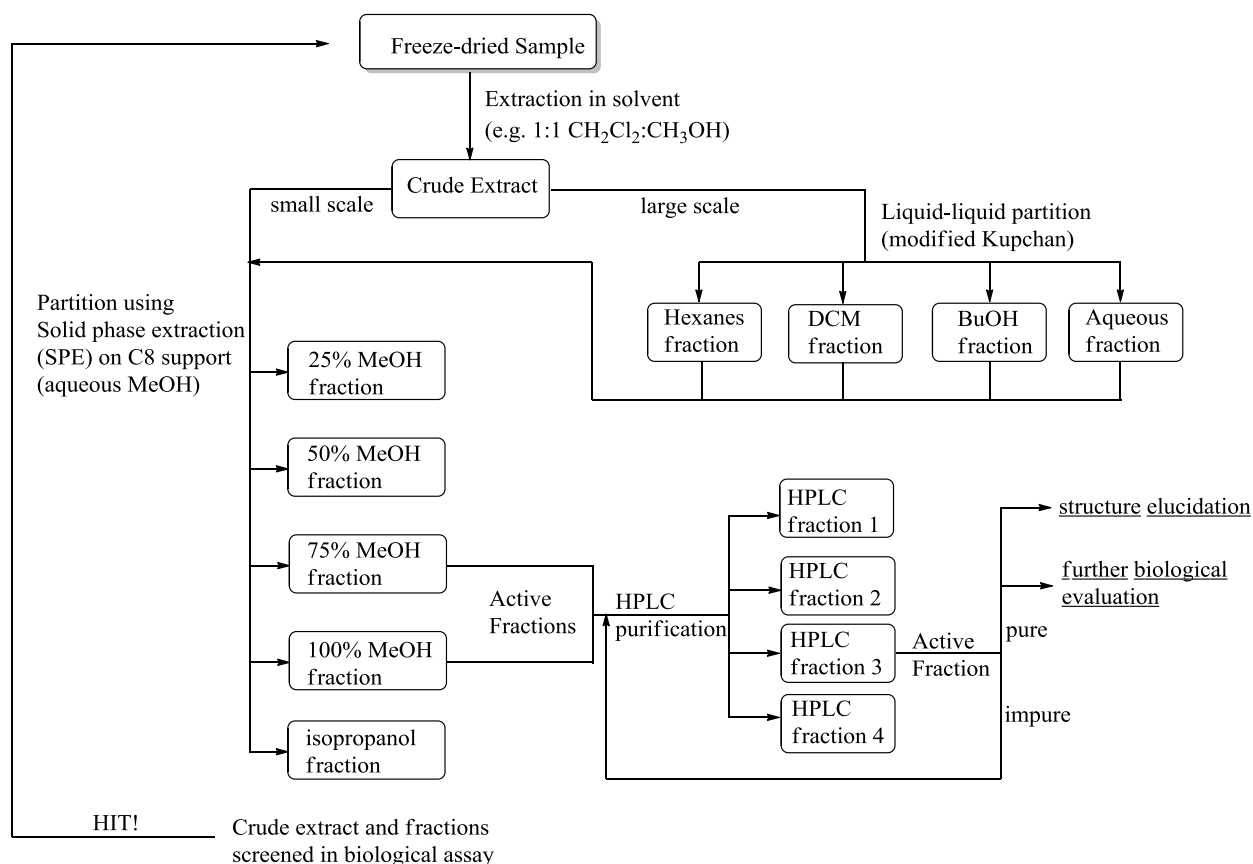 Freeze-dried Sample
Extraction in solvent
(e.g. 1:1 CH₂Cl₂:CH₃OH)
Crude Extract
small scale
large scale
Liquid-liquid partition
(modified Kupchan)
Partition using
Solid phase extraction
(SPE) on C8 support
(aqueous MeOH)
Hexanes
fraction
DCM
fraction
BuOH
fraction
Aqueous
fraction
25% MeOH
fraction
50% MeOH
fraction
75% MeOH
fraction
100% MeOH
fraction
isopropanol
fraction
Active
Fractions
HPLC
purification
HPLC
fraction 1
HPLC
fraction 2
HPLC
fraction 3
HPLC
fraction 4
Active
Fraction
structure elucidation
further biological
evaluation
pure
impure
HIT!
Crude extract and fractions
screened in biological assay